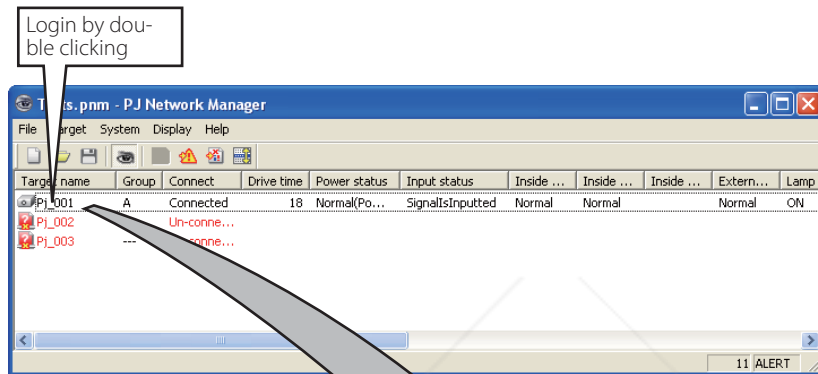 Login by dou-
ble clicking
ts.pnm - PJ Network Manager
File Target System Display Help
Target name Group Connect Drive time Power status Input status Inside ... Inside ... Inside ... Extern... Lamp
Pj_001 A Connected 18 Normal(Po... SignalIsInputted Normal Normal Normal ON
Pj_002 Un-conne...
Pj_003 --- conne...
11 ALERT